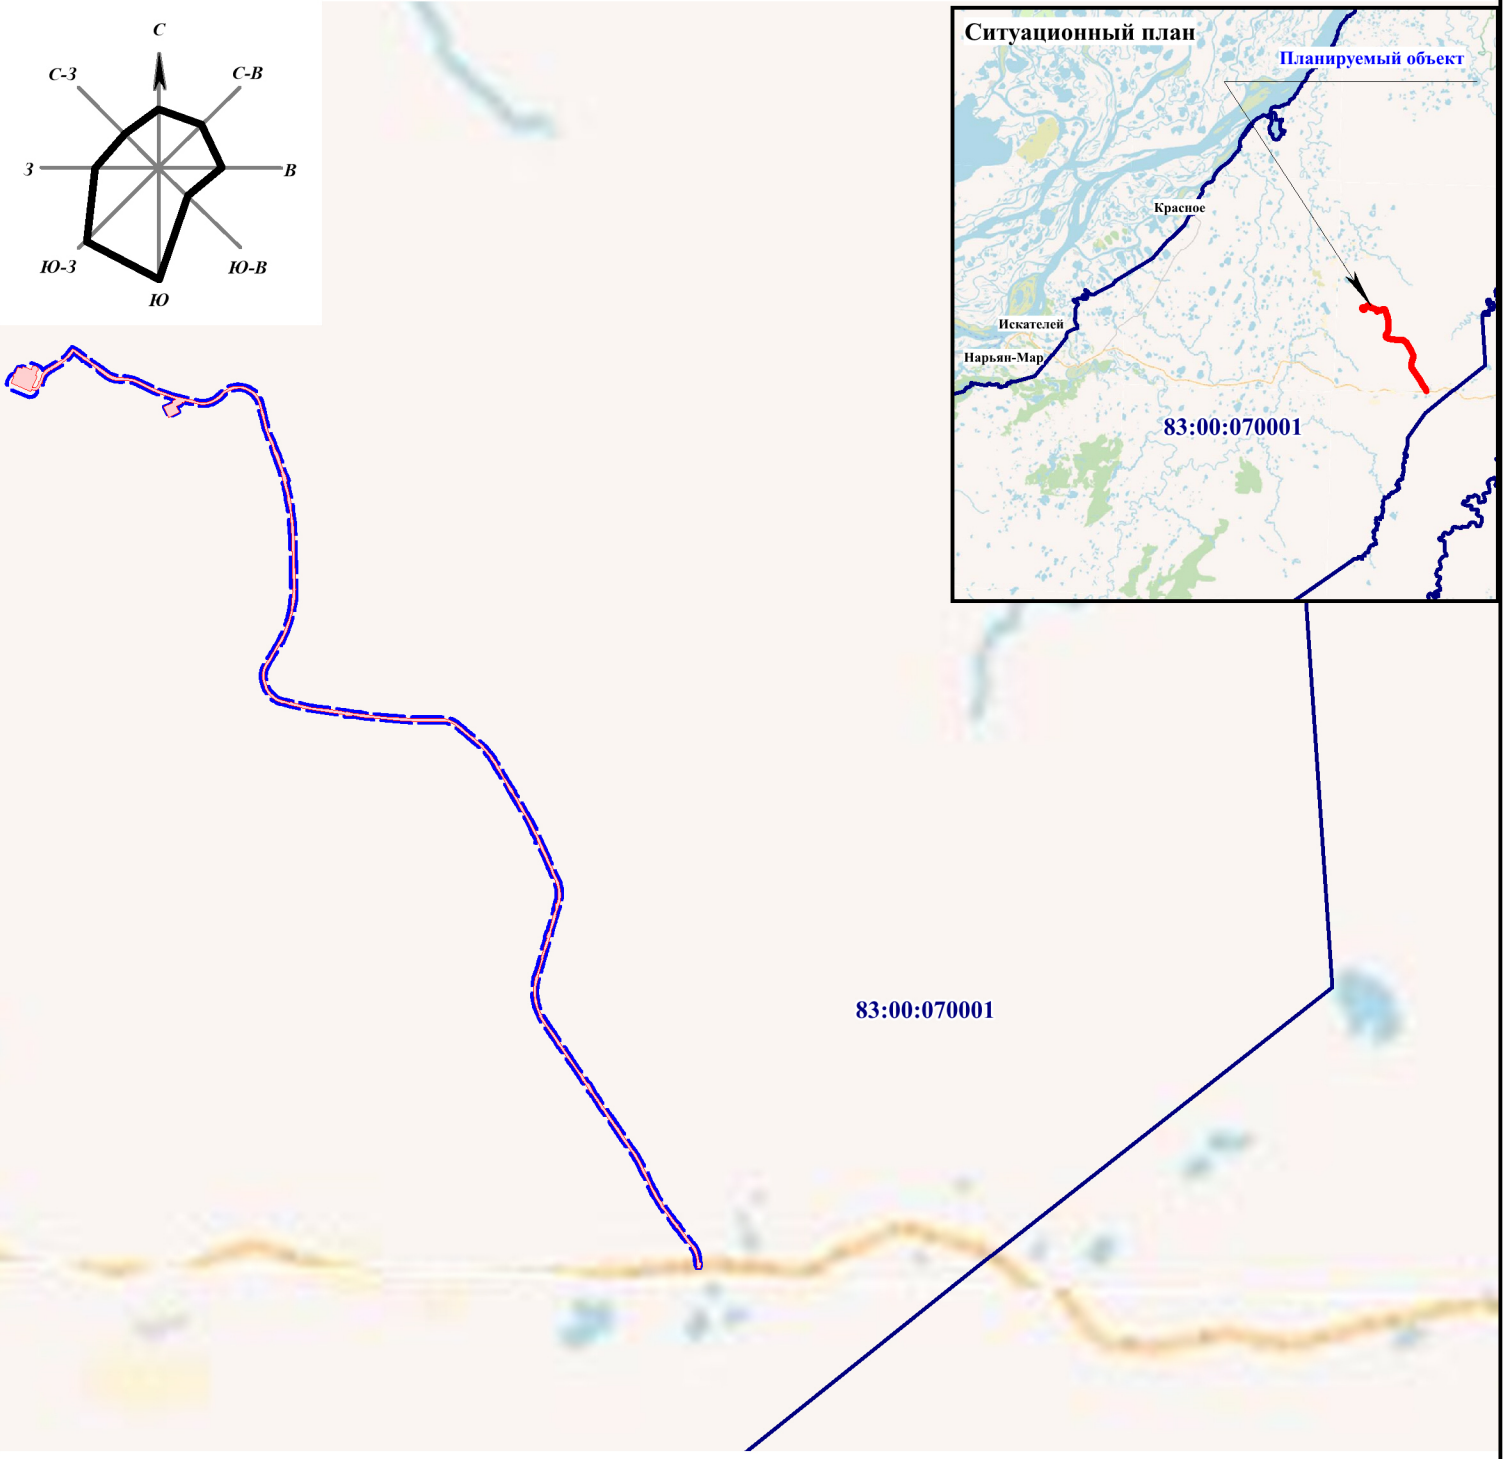 С
С-З
С-В
З
В
Ю-З
Ю-В
Ю
Ситуационный план
Планируемый объект
Красное
Искателей
Нарьян-Мар
83:00:070001
83:00:070001